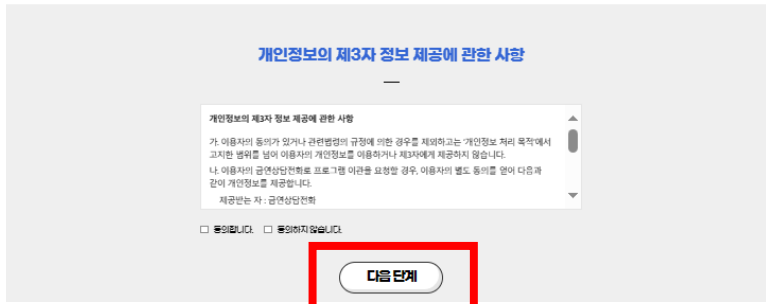 개인정보의 제3자 정보 제공에 관한 사항
개인정보의 제3자 정보 제공에 관한 사항
가. 이용자의 동의가 있거나 관련법령의 규정에 의한 경우를 제외하고는 '개인정보 처리 목적'에서
고지한 범위를 넘어 이용자의 개인정보를 이용하거나 제3자에게 제공하지 않습니다.
나. 이용자의 금연상담전화로 프로그램 이관을 요청할 경우, 이용자의 별도 동의를 얻어 다음과
같이 개인정보를 제공합니다.
제공받는 자 : 금연상담전화
동의합니다. 동의하지 않습니다.
다음 단계